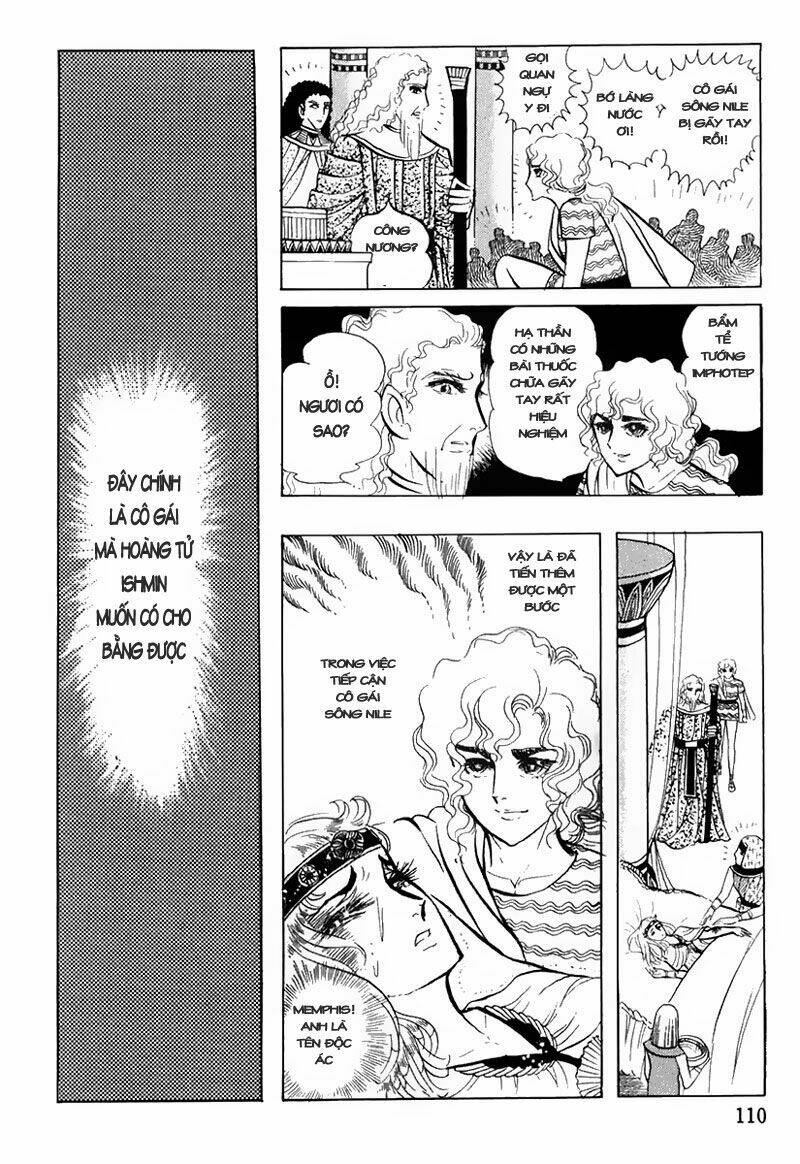 CÔ GÁI
SÔNG NILE
BỊ GÃY TAY
RỒI!
BỚ LÀNG
NƯỚC
ƠI!
GỌI
QUAN
NGỰ
Y ĐI
CÔNG
NƯƠNG?
BẨM
TỂ
TƯỚNG
IMPHOTEP
HẠ THẦN
CÓ NHỮNG
BÀI THUỐC
CHỮA GÃY
TAY RẤT
HIỆU
NGHIỆM
Ồ!
NGƯƠI CÓ
SAO?
VẬY LÀ ĐÃ
TIẾN THÊM
ĐƯỢC MỘT
BƯỚC
TRONG VIỆC
TIẾP CẬN
CÔ GÁI
SÔNG NILE
MEMPHIS!
ANH LÀ
TÊN ĐỘC
ÁC
ĐÂY CHÍNH
LÀ CÔ GÁI
MÀ HOÀNG TỬ
ISHMIN
MUỐN CÓ CHO
BẰNG ĐƯỢC
110